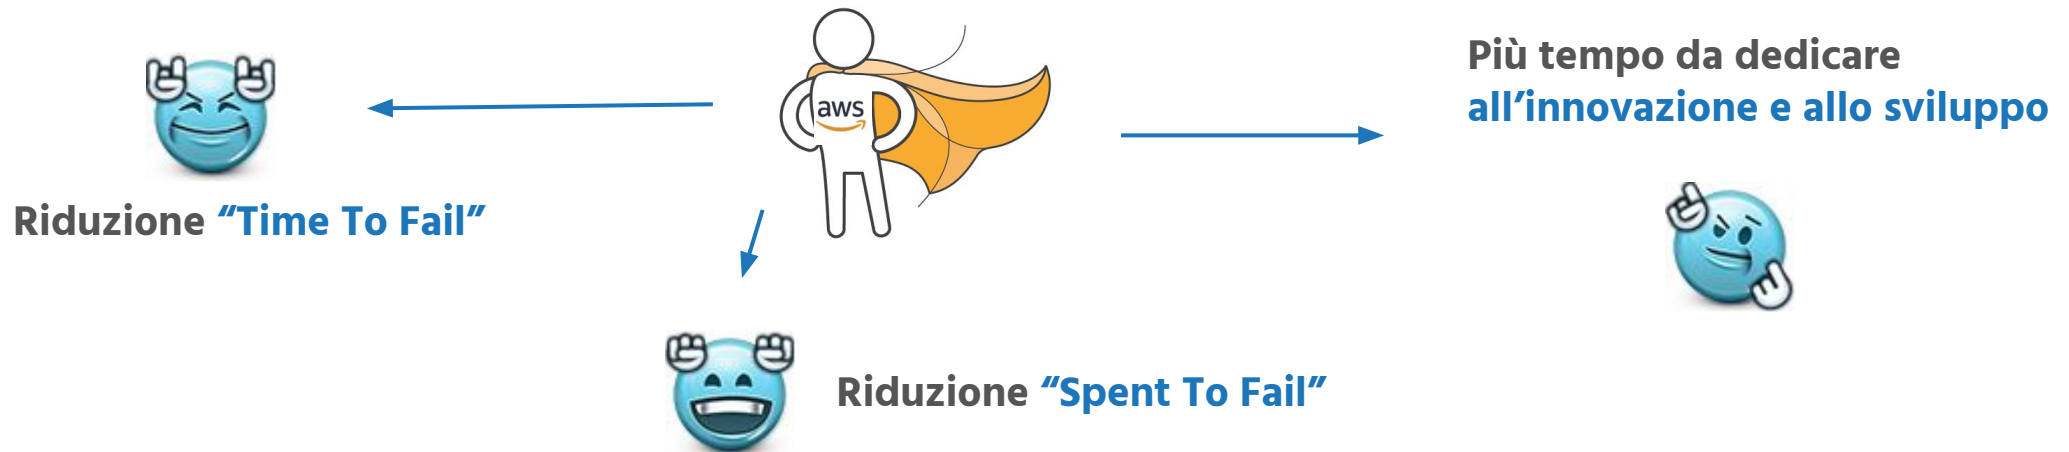 Più tempo da dedicare
all’innovazione e allo sviluppo
aws
Riduzione “Time To Fail”
Riduzione “Spent To Fail”